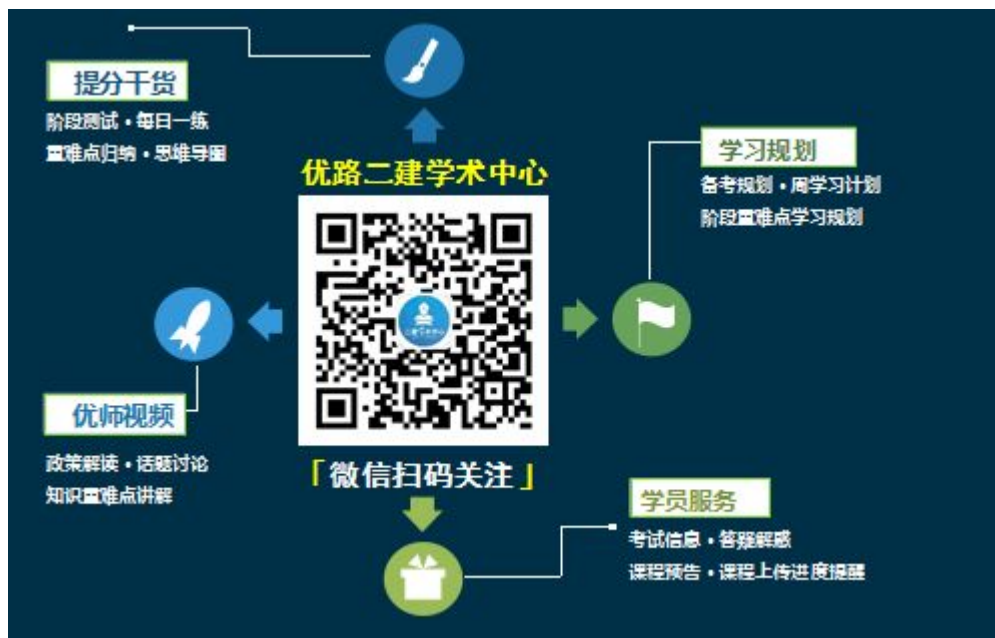 提分干货
阶段测试·每日一练
重难点归纳·思维导图
优路二建学术中心
学习规划
备考规划·周学习计划
阶段重难点学习规划
优师视频
政策解读·话题讨论
知识重难点讲解
「微信扫码关注」
学员服务
考试信息·答疑解惑
课程预告·课程上传进度提醒